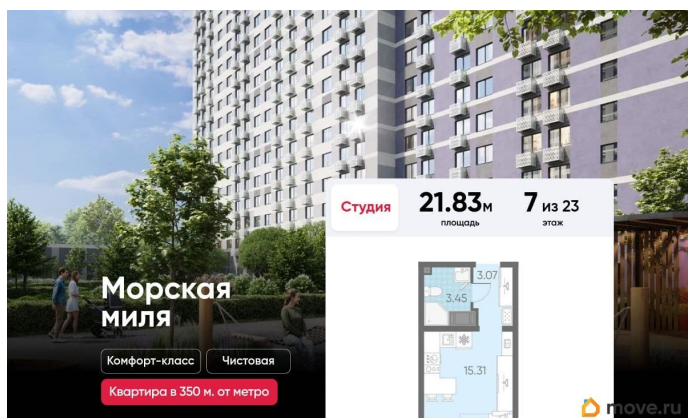 Студия
21.83м
площадь
7 из 23
этаж
3.07
3.45
15.31
Морская
миля
Комфорт-класс
Чистовая
Квартира в 350 м. от метро
move.ru